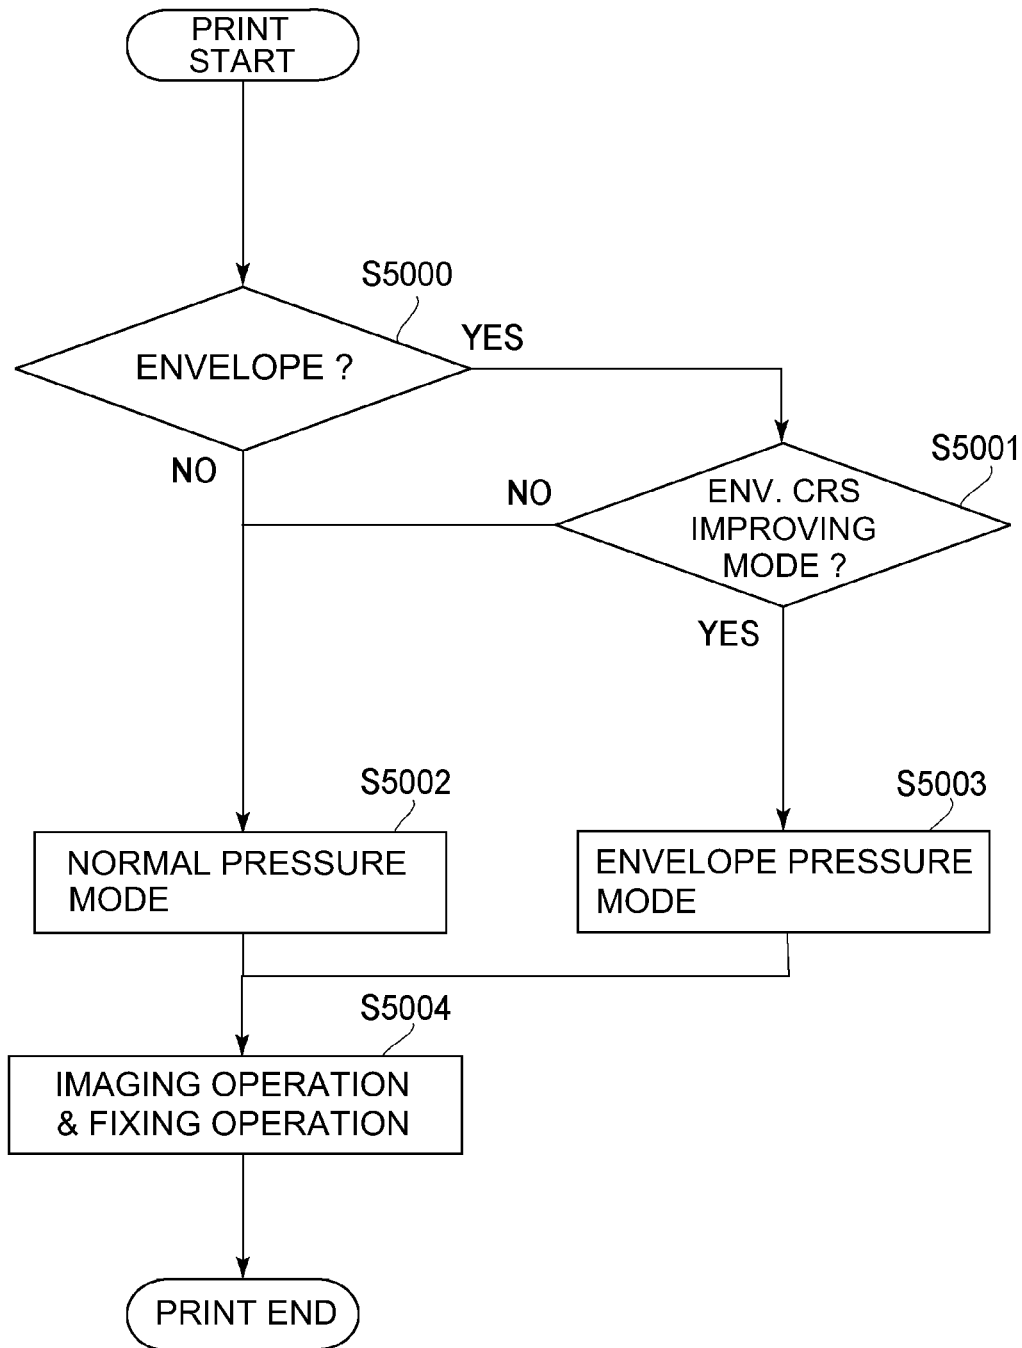 PRINT
START
S5000
YES
ENVELOPE ?
S5001
NO
NO
ENV. CRS
IMPROVING
MODE ?
YES
S5002
S5003
NORMAL PRESSURE
MODE
ENVELOPE PRESSURE
MODE
S5004
IMAGING OPERATION
& FIXING OPERATION
PRINT END